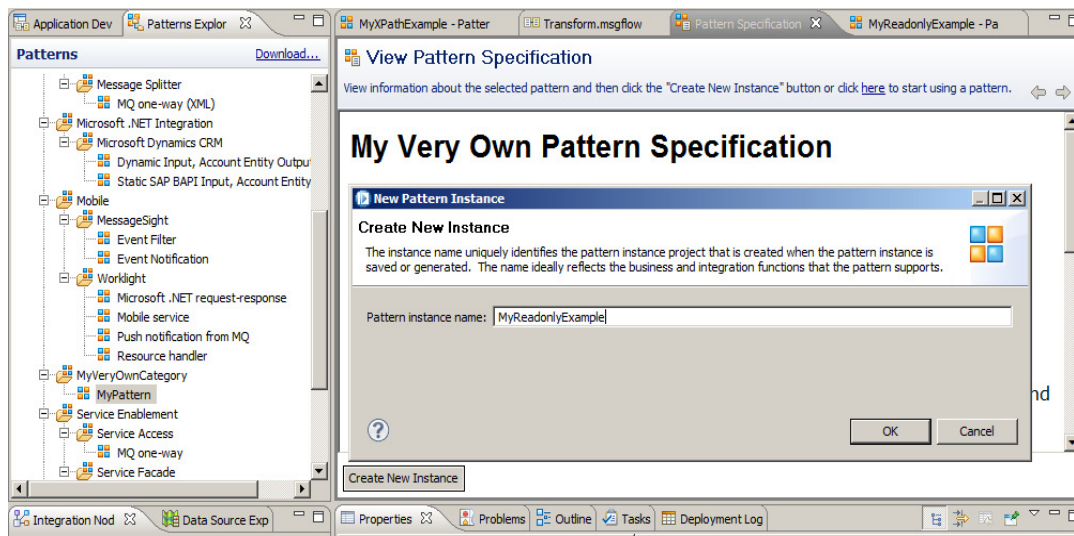 Application Dev
Patterns Explor
MyXPathExample - Patter
Transform.msgflow
Pattern Specification
MyReadonlyExample - Pa
Patterns
Download...
Message Splitter
MQ one-way (XML)
Microsoft .NET Integration
Microsoft Dynamics CRM
Dynamic Input, Account Entity Outpu
Static SAP BAPI Input, Account Entity
Mobile
MessageSight
Event Filter
Event Notification
Worklight
Microsoft .NET request-response
Mobile service
Push notification from MQ
Resource handler
MyVeryOwnCategory
MyPattern
Service Enablement
Service Access
MQ one-way
Service Facade
View Pattern Specification
View information about the selected pattern and then click the "Create New Instance" button or click here to start using a pattern.
My Very Own Pattern Specification
New Pattern Instance
Create New Instance
The instance name uniquely identifies the pattern instance project that is created when the pattern instance is
saved or generated. The name ideally reflects the business and integration functions that the pattern supports.
Pattern instance name: MyReadonlyExample
nd
OK
Cancel
Create New Instance
Integration Nod
Data Source Exp
Properties
Problems
Outline
Tasks
Deployment Log